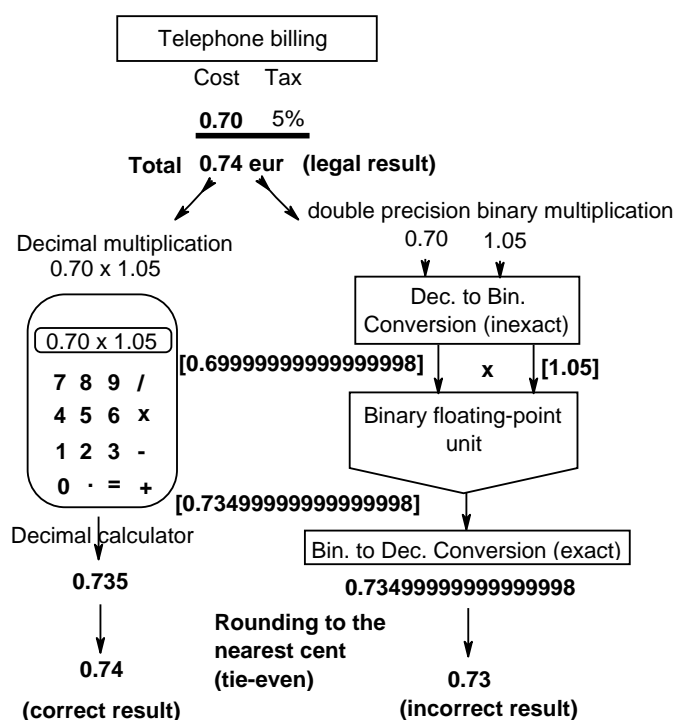 Telephone billing
Cost Tax
0.70 5%
Total 0.74 eur (legal result)
double precision binary multiplication
0.70 1.05
Decimal multiplication
0.70 x 1.05
Dec. to Bin.
Conversion (inexact)
0.70 x 1.05
[0.69999999999999998] x [1.05]
7 8 9 /
4 5 6 x
1 2 3 -
0 . = +
Binary floating-point
unit
[0.73499999999999998]
Decimal calculator
Bin. to Dec. Conversion (exact)
0.735
0.73499999999999998
Rounding to the
nearest cent
(tie-even)
0.74
(correct result)
0.73
(incorrect result)